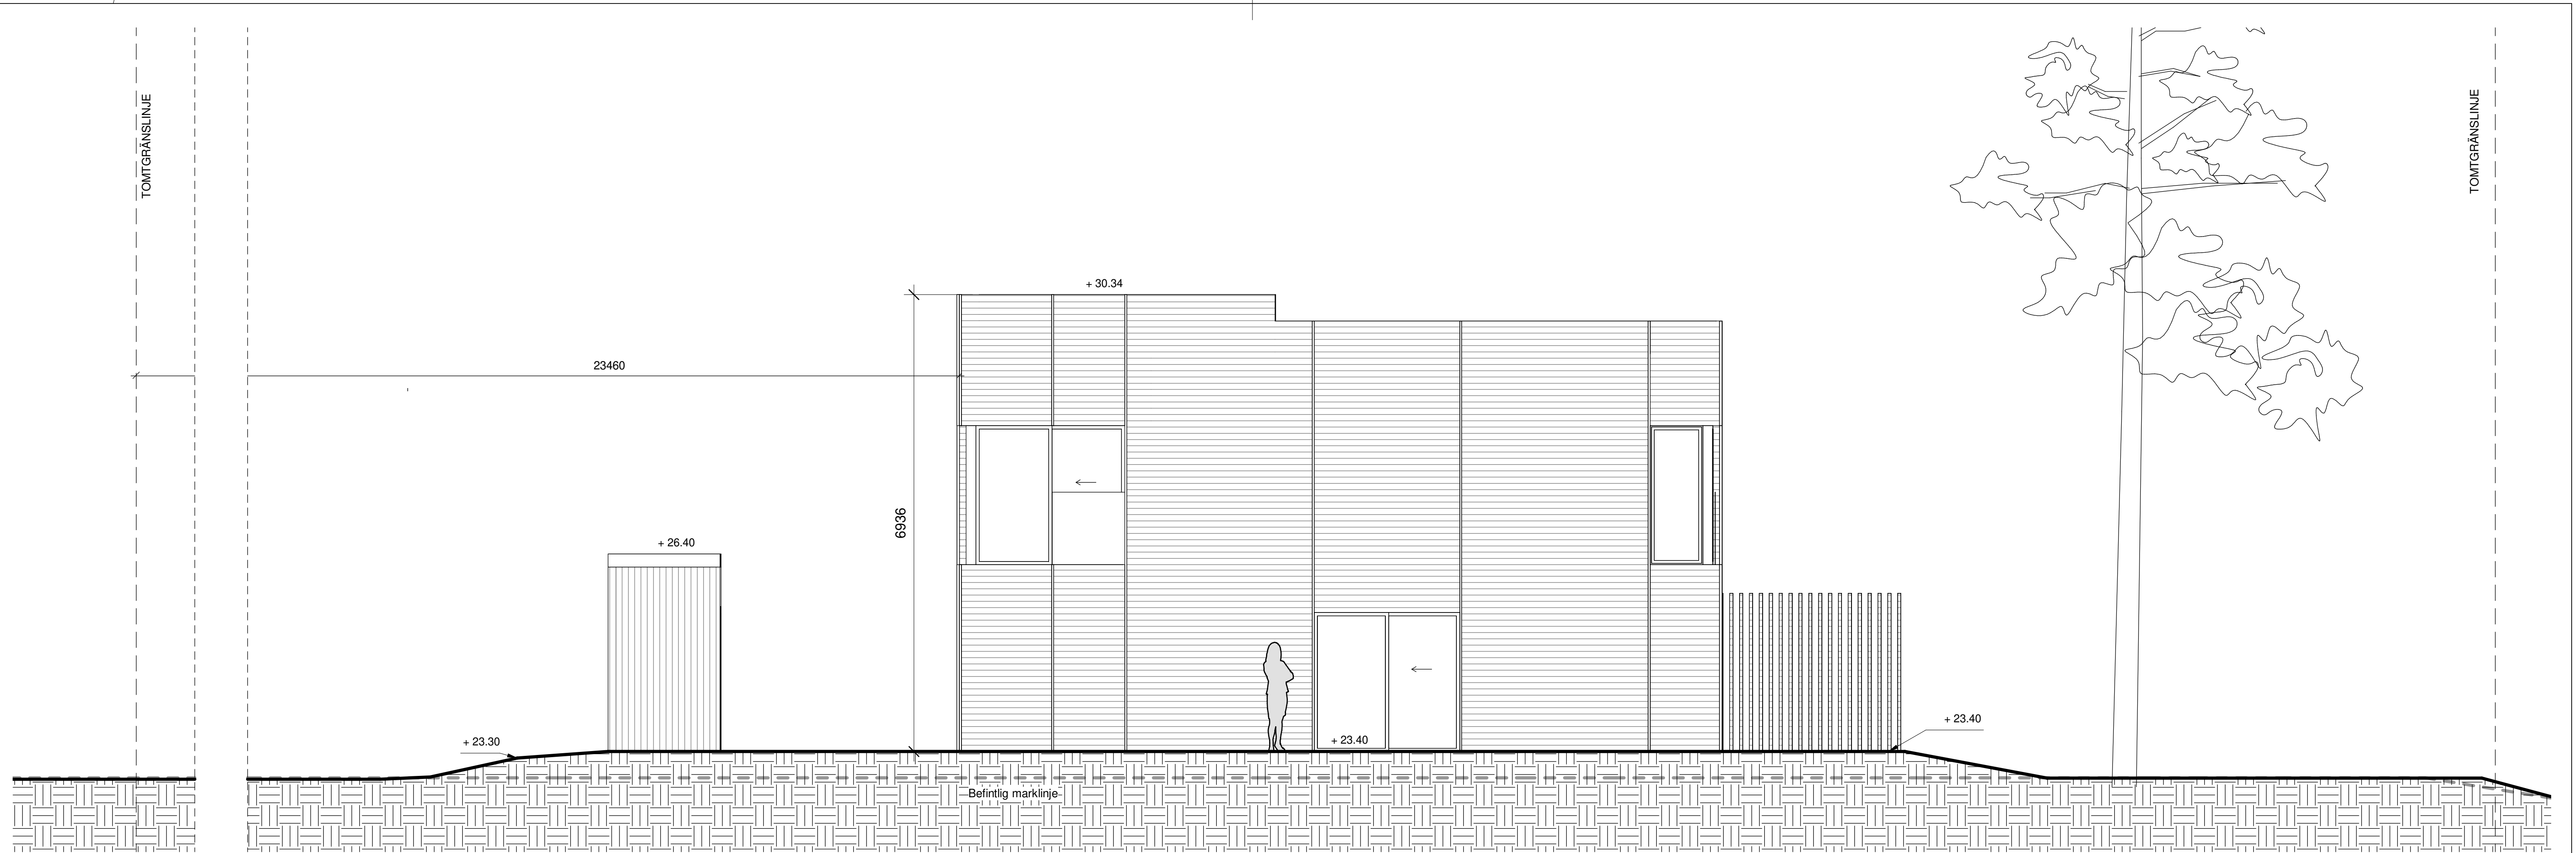 TOMTGRÄNSLINJE
TOMTGRÄNSLINJE
+ 30.34
23460
6936
+ 26.40
+ 23.40
+ 23.30
+ 23.40
Befintlig marklinje